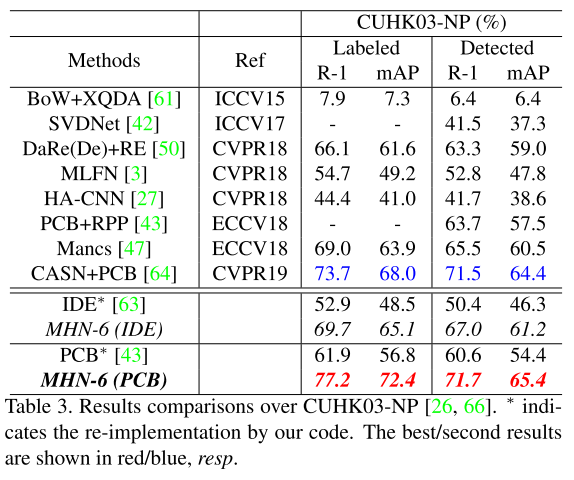 CUHK03-NP (%)
Methods Ref Labeled Detected
R-1 mAP R-1 mAP
BoW+XQDA [61] ICCV15 7.9 7.3 6.4 6.4
SVDNet [42] ICCV17 - - 41.5 37.3
DaRe(De)+RE [50] CVPR18 66.1 61.6 63.3 59.0
MLFN [3] CVPR18 54.7 49.2 52.8 47.8
HA-CNN [27] CVPR18 44.4 41.0 41.7 38.6
PCB+RPP [43] ECCV18 - - 63.7 57.5
Mancs [47] ECCV18 69.0 63.9 65.5 60.5
CASN+PCB [64] CVPR19 73.7 68.0 71.5 64.4
IDE* [63] 52.9 48.5 50.4 46.3
MHN-6 (IDE) 69.7 65.1 67.0 61.2
PCB* [43] 61.9 56.8 60.6 54.4
MHN-6 (PCB) 77.2 72.4 71.7 65.4
Table 3. Results comparisons over CUHK03-NP [26, 66]. * indi-
cates the re-implementation by our code. The best/second results
are shown in red/blue, resp.